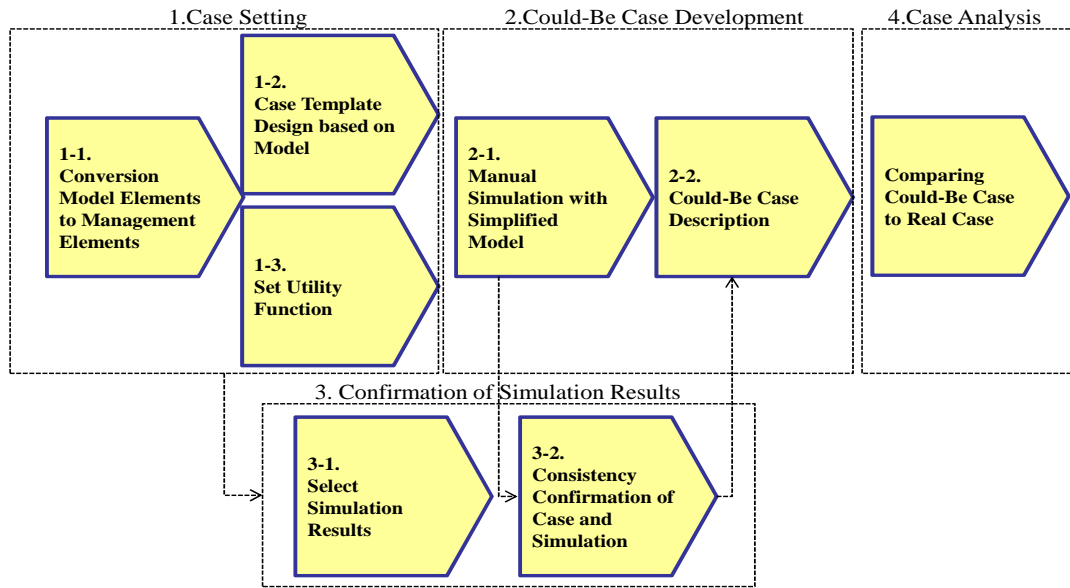 1.Case Setting
1-1.
Conversion
Model Elements
to Management
Elements
1-2.
Case Template
Design based on
Model
1-3.
Set Utility
Function
2.Could-Be Case Development
2-1.
Manual
Simulation with
Simplified
Model
2-2.
Could-Be Case
Description
4.Case Analysis
Comparing
Could-Be Case
to Real Case
3. Confirmation of Simulation Results
3-1.
Select
Simulation
Results
3-2.
Consistency
Confirmation of
Case and
Simulation